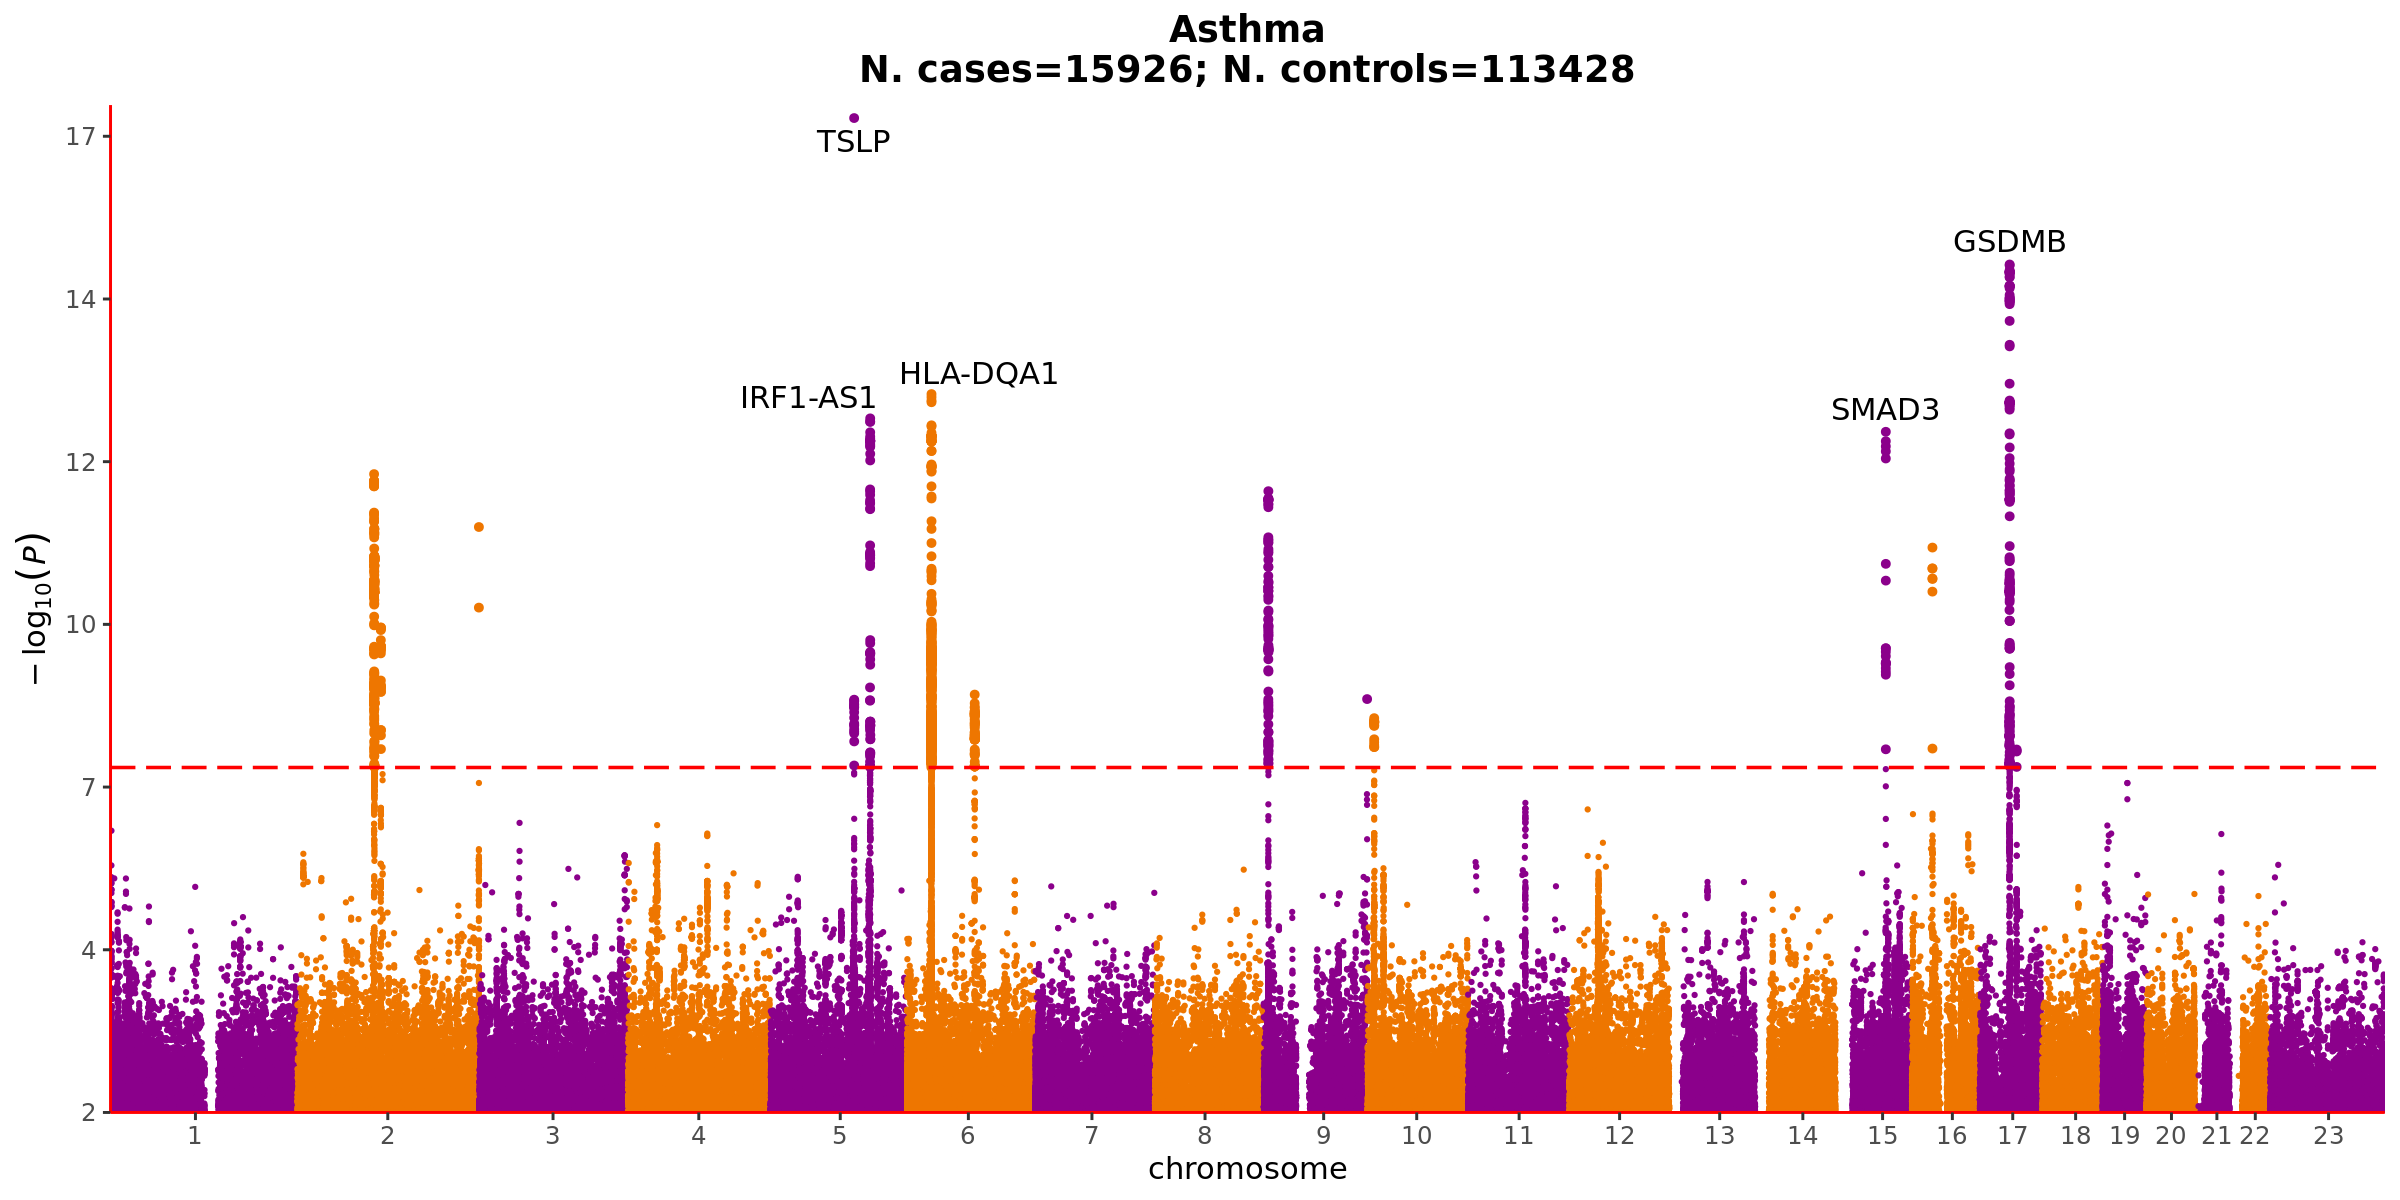 Asthma
N. cases=15926; N. controls=113428
17
TSLP
GSDMB
14
HLA-DQA1
IRF1-AS1
SMAD3
12
− log10(P)
10
7
4
2
1 2 3 4 5 6 7 8 9 10 11 12 13 14 15 16 17 18 19 20 21 22 23
chromosome